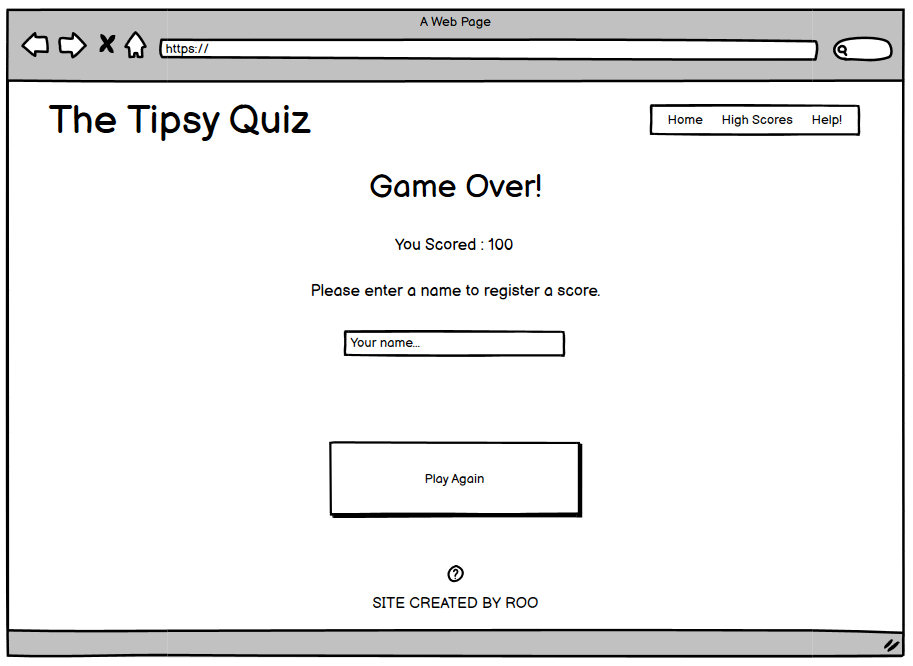 A Web Page
https://
The Tipsy Quiz
Home High Scores Help!
Game Over!
You Scored : 100
Please enter a name to register a score.
Your name...
Play Again
?
SITE CREATED BY ROO